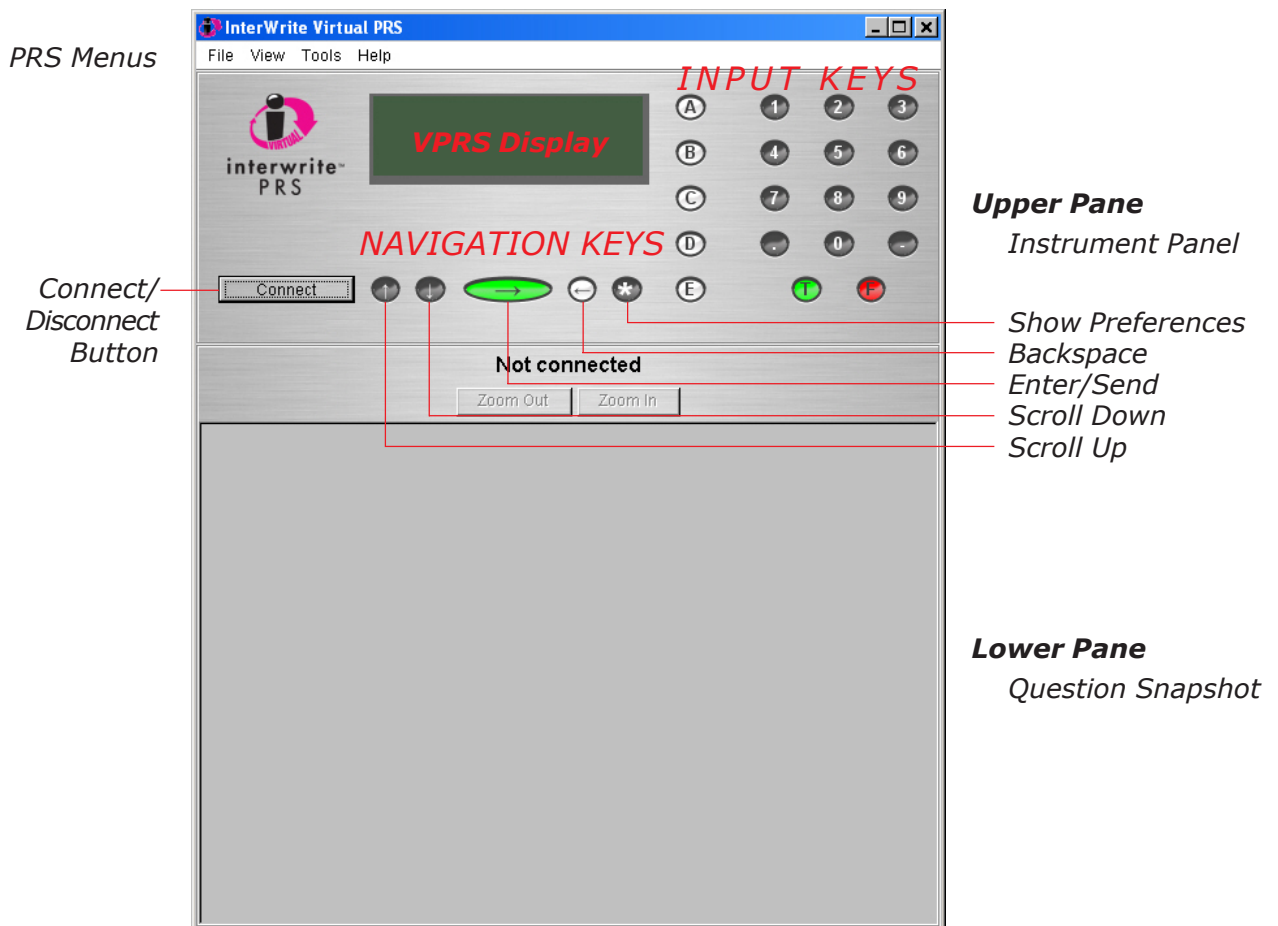 InterWrite Virtual PRS
PRS Menus
File View Tools Help
INPUT KEYS
A 1 2 3
VIRTUAL
interwrite™
PRS
VPRS Display
B 4 5 6
C 7 8 9
Upper Pane
Instrument Panel
NAVIGATION KEYS
D . 0 -
Connect/
Disconnect
Button
Connect ↑ ↓ → ← * E T F
Show Preferences
Backspace
Enter/Send
Scroll Down
Scroll Up
Not connected
Zoom Out Zoom In
Lower Pane
Question Snapshot